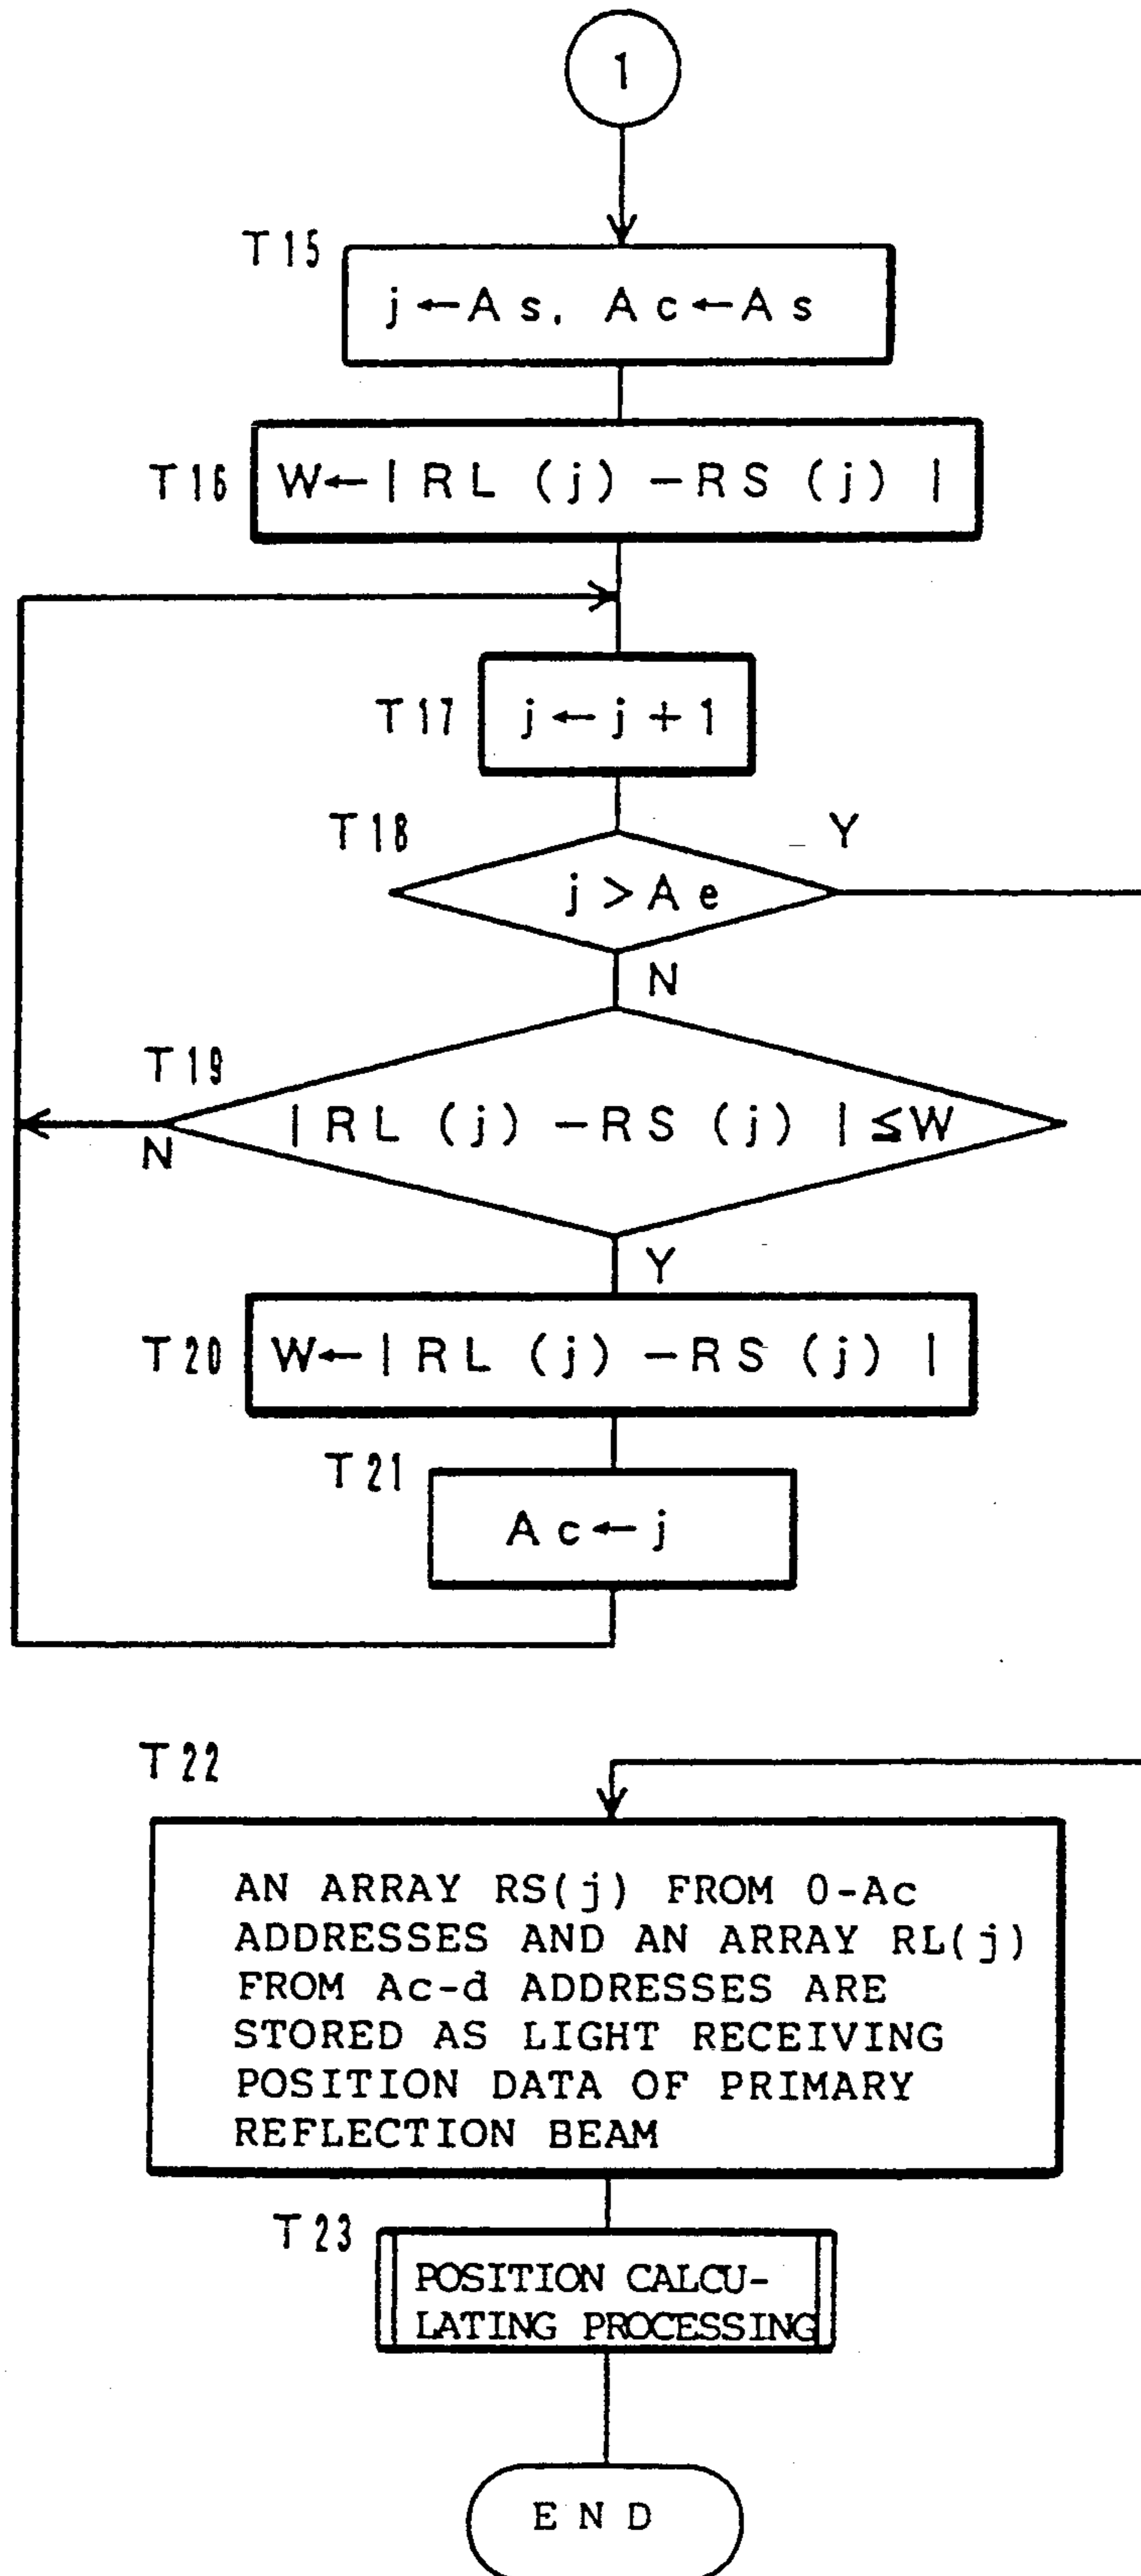 1
T15
j←As, Ac←As
T16
W←|RL (j) −RS (j) |
T17
j←j+1
T18
Y
j>Ae
N
T19
|RL (j) −RS (j) |≦W
N
Y
T20
W←|RL (j) −RS (j) |
T21
Ac←j
T22
AN ARRAY RS(j) FROM 0-Ac
ADDRESSES AND AN ARRAY RL(j)
FROM Ac-d ADDRESSES ARE
STORED AS LIGHT RECEIVING
POSITION DATA OF PRIMARY
REFLECTION BEAM
T23
POSITION CALCU-
LATING PROCESSING
END